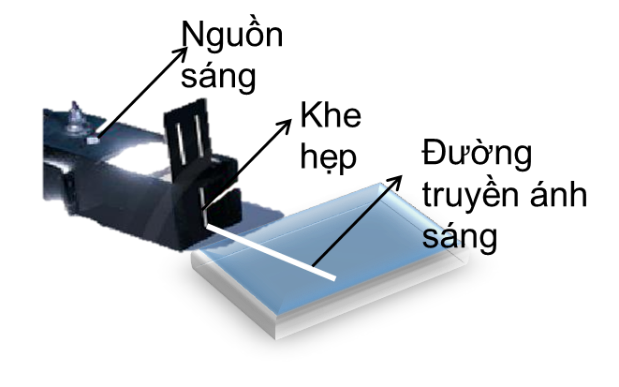 Nguồn
sáng
Khe
hẹp
Đường
truyền ánh
sáng